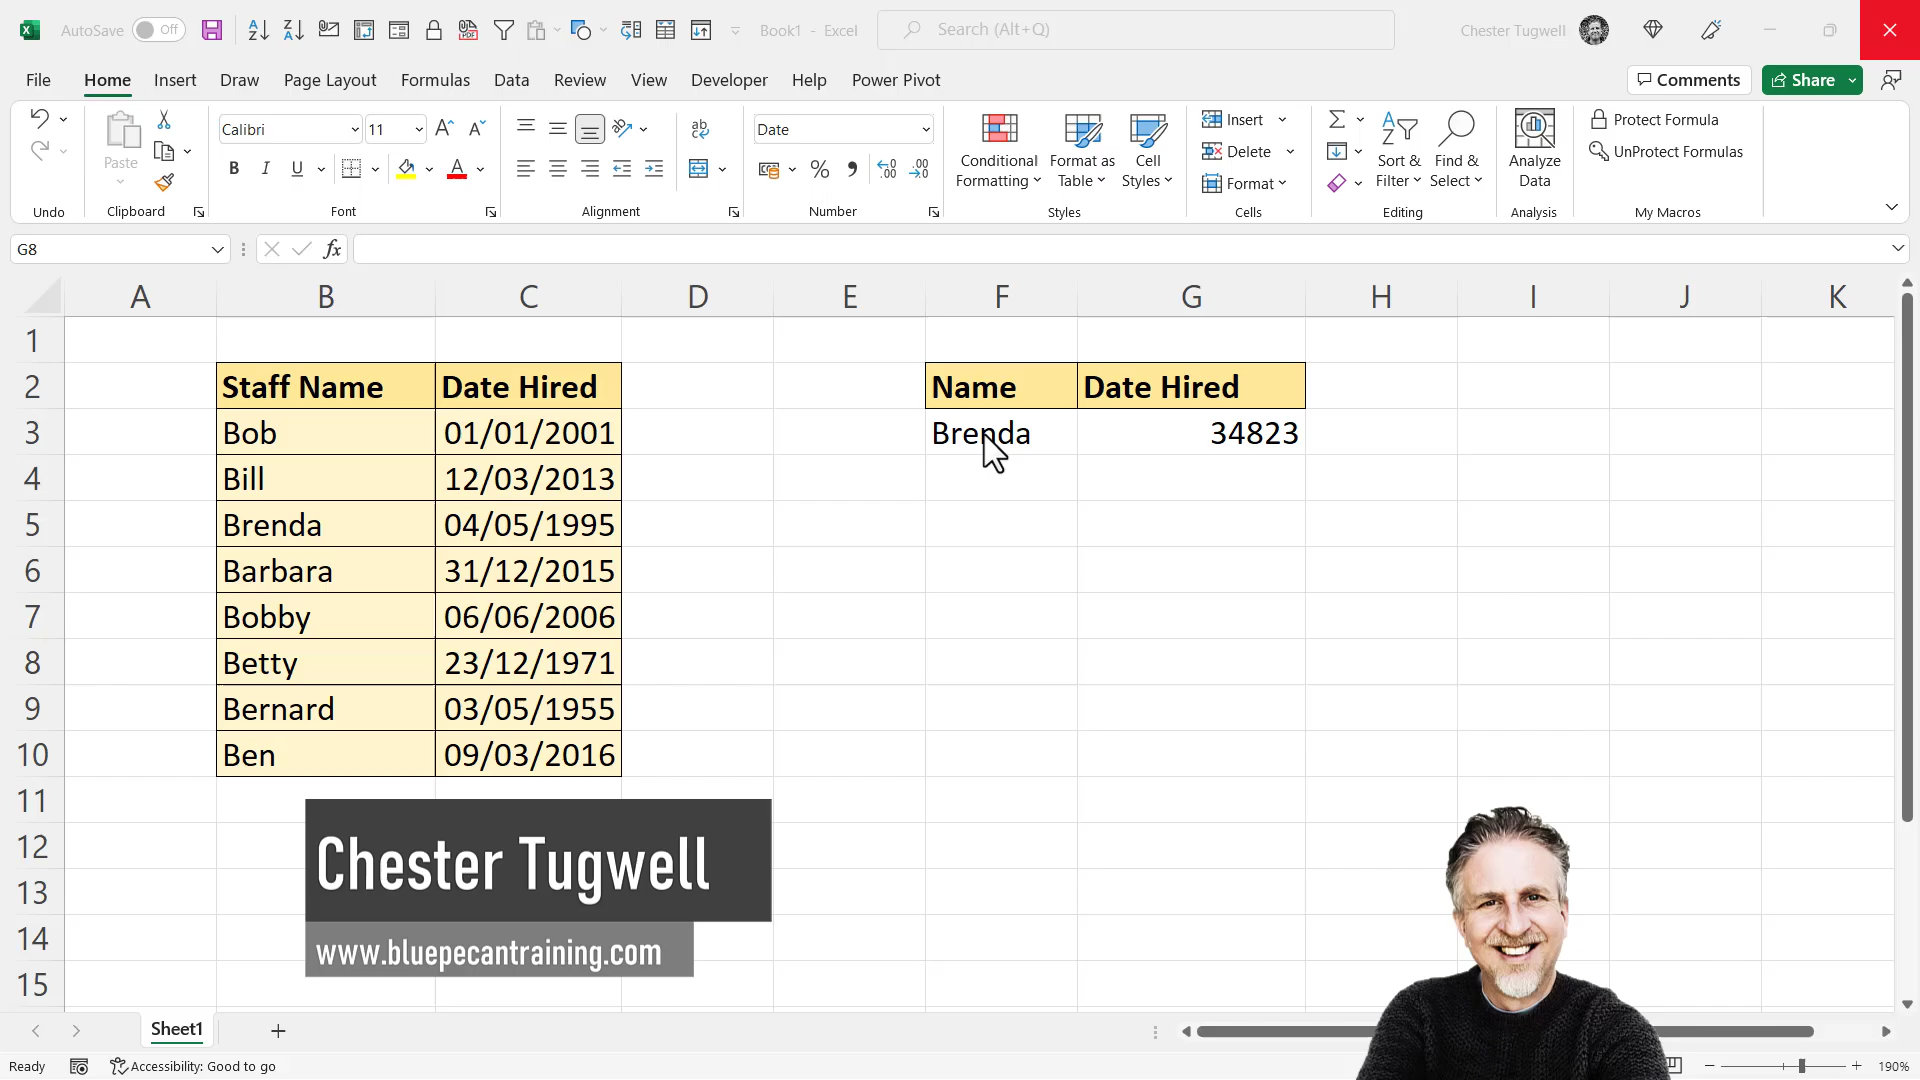 AutoSave Off Book1 - Excel Search (Alt+Q) Chester Tugwell
File Home Insert Draw Page Layout Formulas Data Review View Developer Help Power Pivot Comments Share
Calibri 11 Date Insert Protect Formula
Paste B I U Conditional Formatting Format as Table Cell Styles Delete Sort & Filter Find & Select Analyze Data UnProtect Formulas
Format
Undo Clipboard Font Alignment Number Styles Cells Editing Analysis My Macros
G8 fx
A B C D E F G H I J K
1
2 Staff Name Date Hired Name Date Hired
3 Bob 01/01/2001 Brenda 34823
4 Bill 12/03/2013
5 Brenda 04/05/1995
6 Barbara 31/12/2015
7 Bobby 06/06/2006
8 Betty 23/12/1971
9 Bernard 03/05/1955
10 Ben 09/03/2016
11
12 Chester Tugwell
13
14 www.bluepecantraining.com
15
Sheet1
Ready Accessibility: Good to go 190%